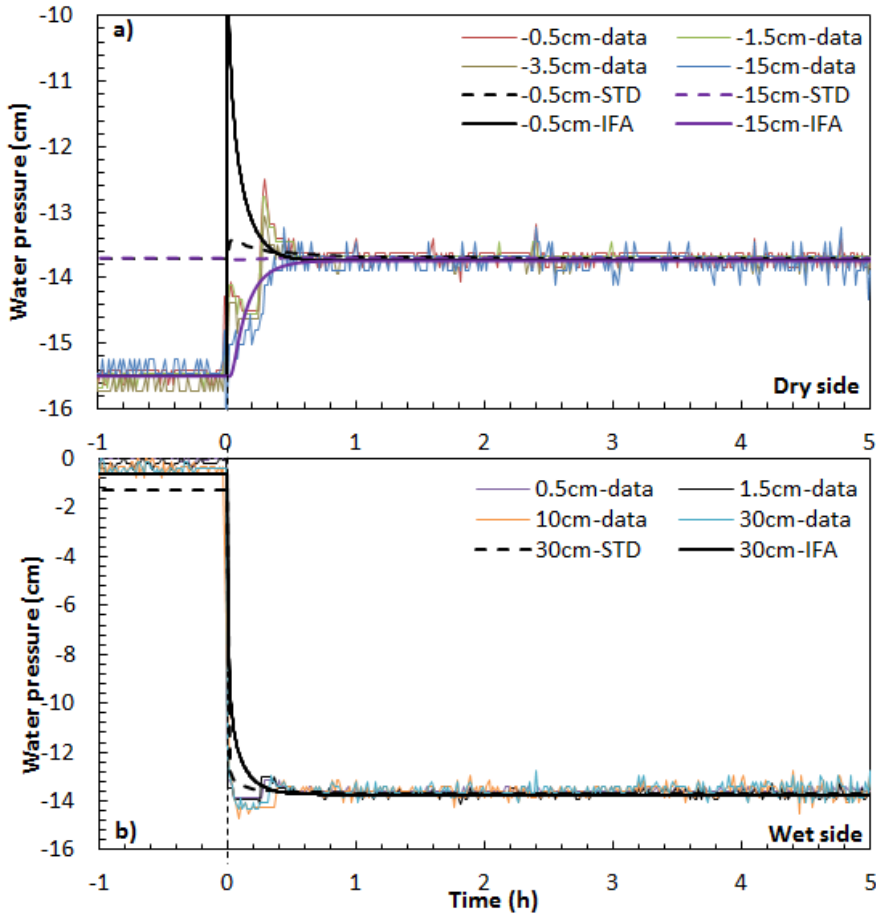 -10
a)
-0.5cm-data -1.5cm-data
-3.5cm-data -15cm-data
-0.5cm-STD -15cm-STD
-0.5cm-IFA -15cm-IFA
-11
-12
-13
-14
-15
-16
Water pressure (cm)
Dry side
-1 0 1 2 3 4 5
0
0.5cm-data 1.5cm-data
10cm-data 30cm-data
30cm-STD 30cm-IFA
-2
-4
-6
-8
-10
-12
-14
-16
Water pressure (cm)
b)
Wet side
-1 0 1 2 3 4 5
Time (h)